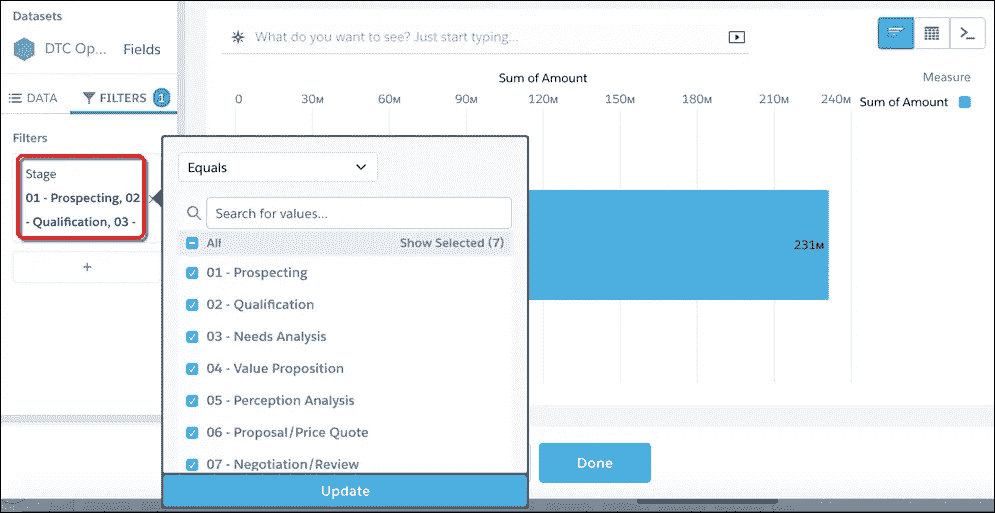 Datasets
DTC Op... Fields
DATA FILTERS 1
Filters
Stage
01 - Prospecting, 02
- Qualification, 03 -
+
What do you want to see? Just start typing...
Sum of Amount
0 30M 60M 90M 120M 150M 180M 210M 240M
Measure
Sum of Amount
231M
Equals
Search for values...
All Show Selected (7)
01 - Prospecting
02 - Qualification
03 - Needs Analysis
04 - Value Proposition
05 - Perception Analysis
06 - Proposal/Price Quote
07 - Negotiation/Review
Update
Done